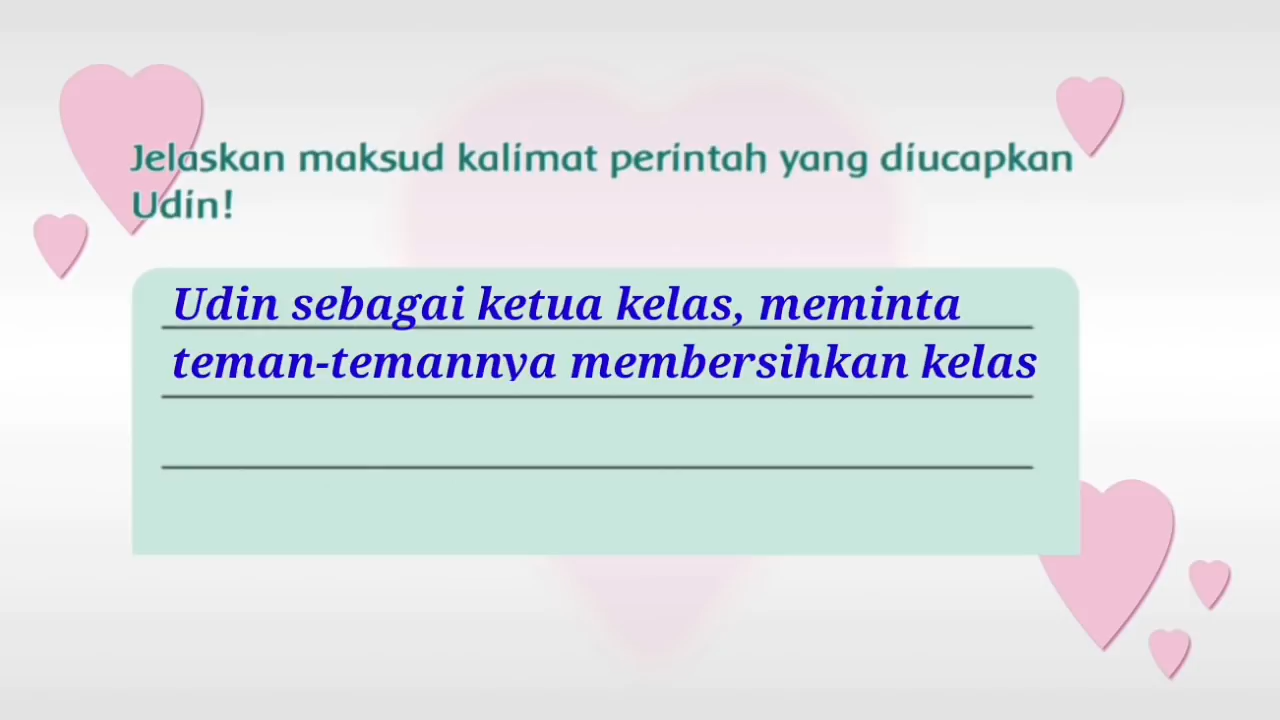 Jelaskan maksud kalimat perintah yang diucapkan
Udin!
Udin sebagai ketua kelas, meminta
teman-temannya membersihkan kelas